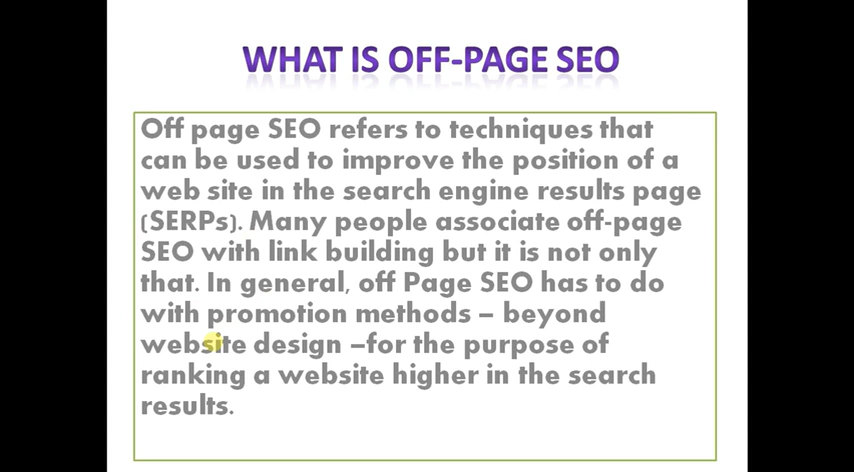 WHAT IS OFF-PAGE SEO
Off page SEO refers to techniques that
can be used to improve the position of a
web site in the search engine results page
(SERPs). Many people associate off-page
SEO with link building but it is not only
that. In general, off Page SEO has to do
with promotion methods – beyond
website design –for the purpose of
ranking a website higher in the search
results.